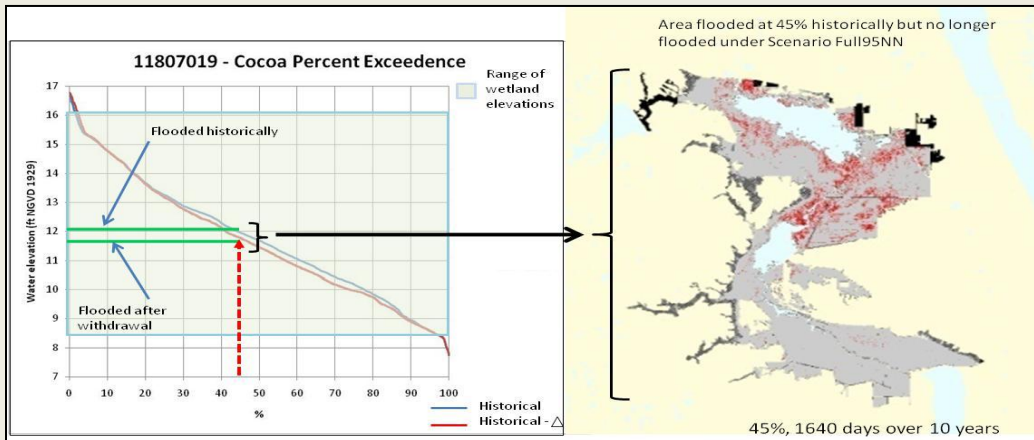 11807019 - Cocoa Percent Exceedence
Range of
wetland
elevations
Flooded historically
Flooded after
withdrawal
Water elevation (ft NGVD 1929)
17
16
15
14
13
12
11
10
9
8
7
0
10
20
30
40
50
60
70
80
90
100
%
Historical
Historical - △
Area flooded at 45% historically but no longer
flooded under Scenario Full95NN
45%, 1640 days over 10 years